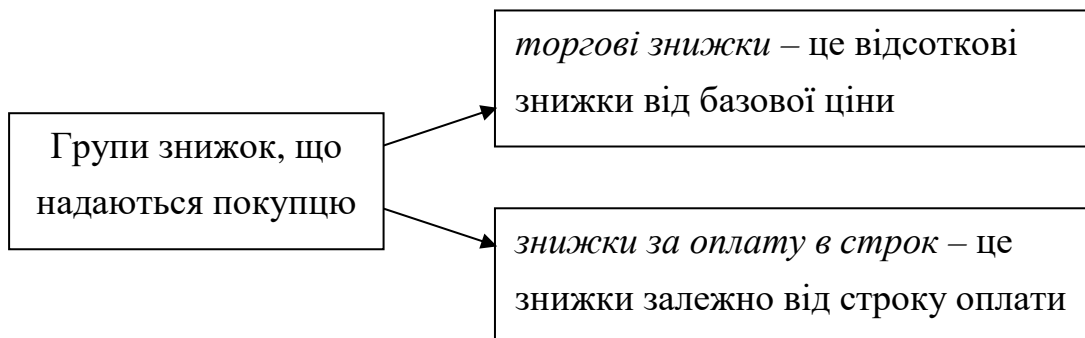 Групи знижок, що
надаються покупцю
торгові знижки – це відсоткові
знижки від базової ціни
знижки за оплату в строк – це
знижки залежно від строку оплати